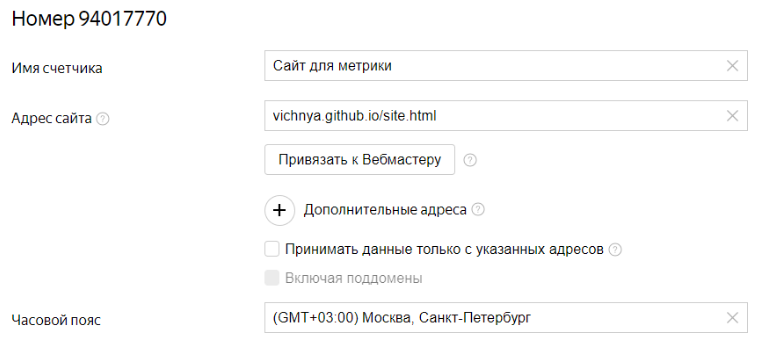 Номер 94017770
Имя счетчика
Сайт для метрики
Адрес сайта ?
vichnya.github.io/site.html
Привязать к Вебмастеру ?
+ Дополнительные адреса ?
Принимать данные только с указанных адресов ?
Включая поддомены
Часовой пояс
(GMT+03:00) Москва, Санкт-Петербург